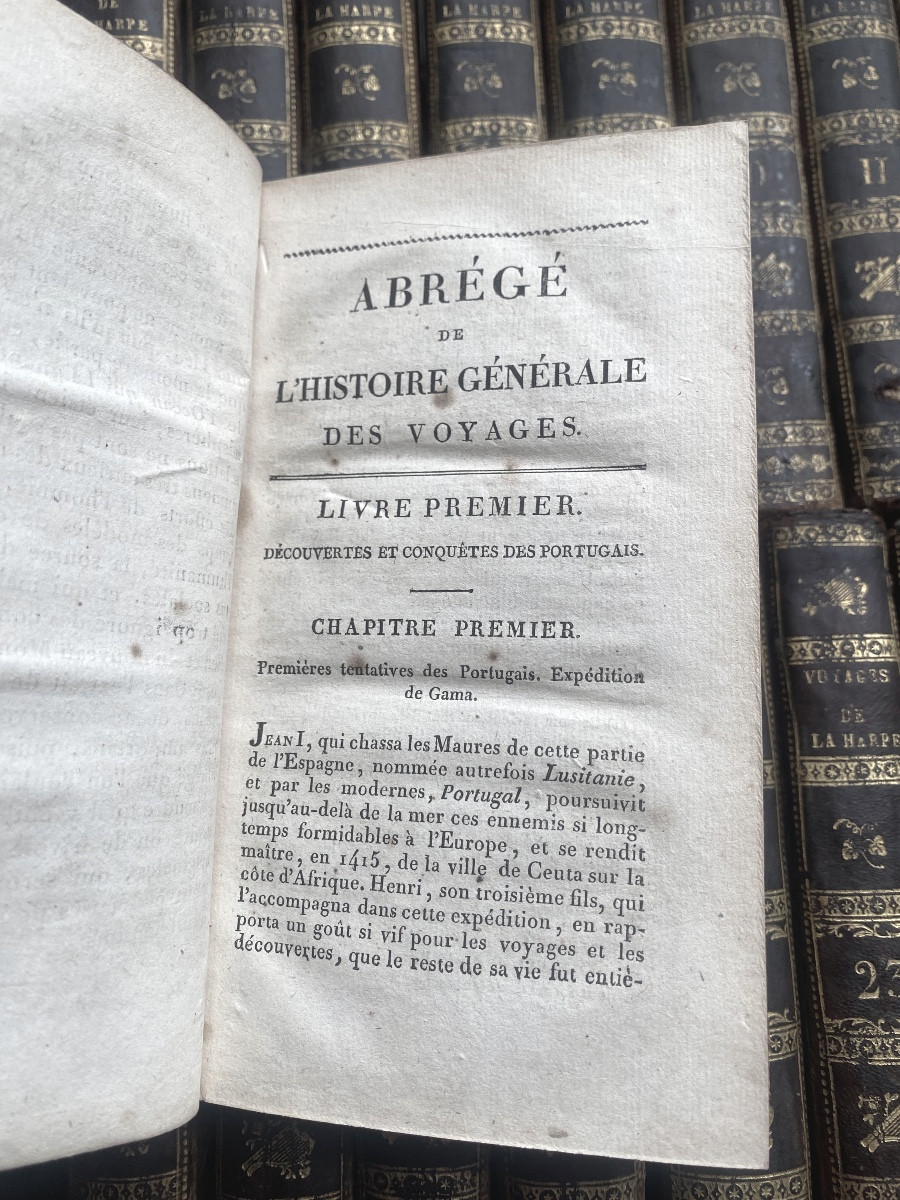 DE
LA HARPE
LA HARPE
LA HARPE
LA HARPE
LA HARPE
LA HARPE
II
ABRÉGÉ
DE
L'HISTOIRE GÉNÉRALE
DES VOYAGES.
LIVRE PREMIER.
DÉCOUVERTES ET CONQUÊTES DES PORTUGAIS.
CHAPITRE PREMIER.
Premières tentatives des Portugais. Expédition
de Gama.
JEAN I, qui chassa les Maures de cette partie
de l'Espagne, nommée autrefois Lusitanie,
et par les modernes, Portugal, poursuivit
jusqu'au-delà de la mer ces ennemis si long-
temps formidables à l'Europe, et se rendit
maître, en 1415, de la ville de Ceuta sur la
côte d'Afrique. Henri, son troisième fils, qui
l'accompagna dans cette expédition, en rap-
porta un goût si vif pour les voyages et les
découvertes, que le reste de sa vie fut entiè-
VOYAGES
DE
LA HARPE
23